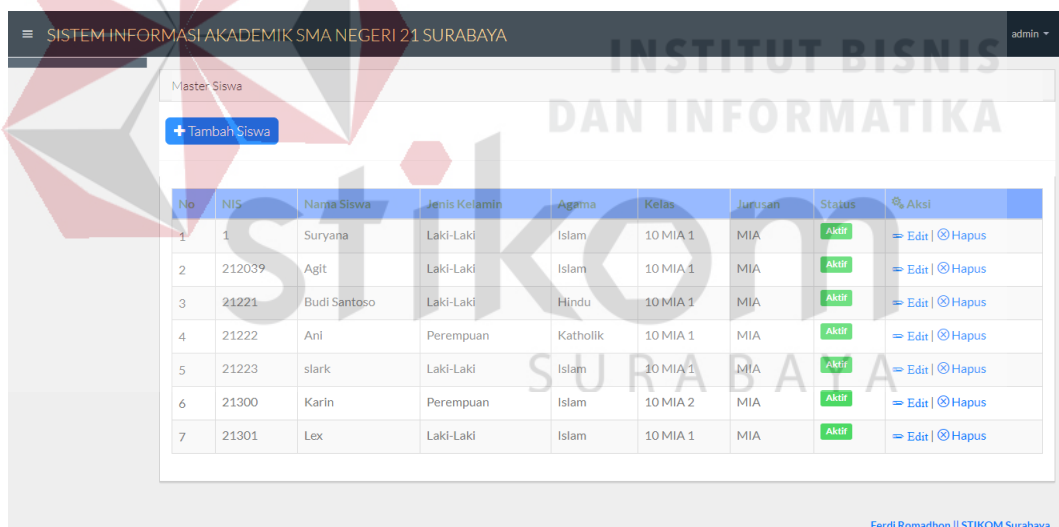 ≡ SISTEM INFORMASI AKADEMIK SMA NEGERI 21 SURABAYA admin
INSTITUT BISNIS
DAN INFORMATIKA
stikom
SURABAYA
Master Siswa
+ Tambah Siswa
No NIS Nama Siswa Jenis Kelamin Agama Kelas Jurusan Status Aksi
1 1 Suryana Laki-Laki Islam 10 MIA 1 MIA Aktif Edit | Hapus
2 212039 Agit Laki-Laki Islam 10 MIA 1 MIA Aktif Edit | Hapus
3 21221 Budi Santoso Laki-Laki Hindu 10 MIA 1 MIA Aktif Edit | Hapus
4 21222 Ani Perempuan Katholik 10 MIA 1 MIA Aktif Edit | Hapus
5 21223 slark Laki-Laki Islam 10 MIA 1 MIA Aktif Edit | Hapus
6 21300 Karin Perempuan Islam 10 MIA 2 MIA Aktif Edit | Hapus
7 21301 Lex Laki-Laki Islam 10 MIA 1 MIA Aktif Edit | Hapus
Ferdi Romadhon || STIKOM Surabaya